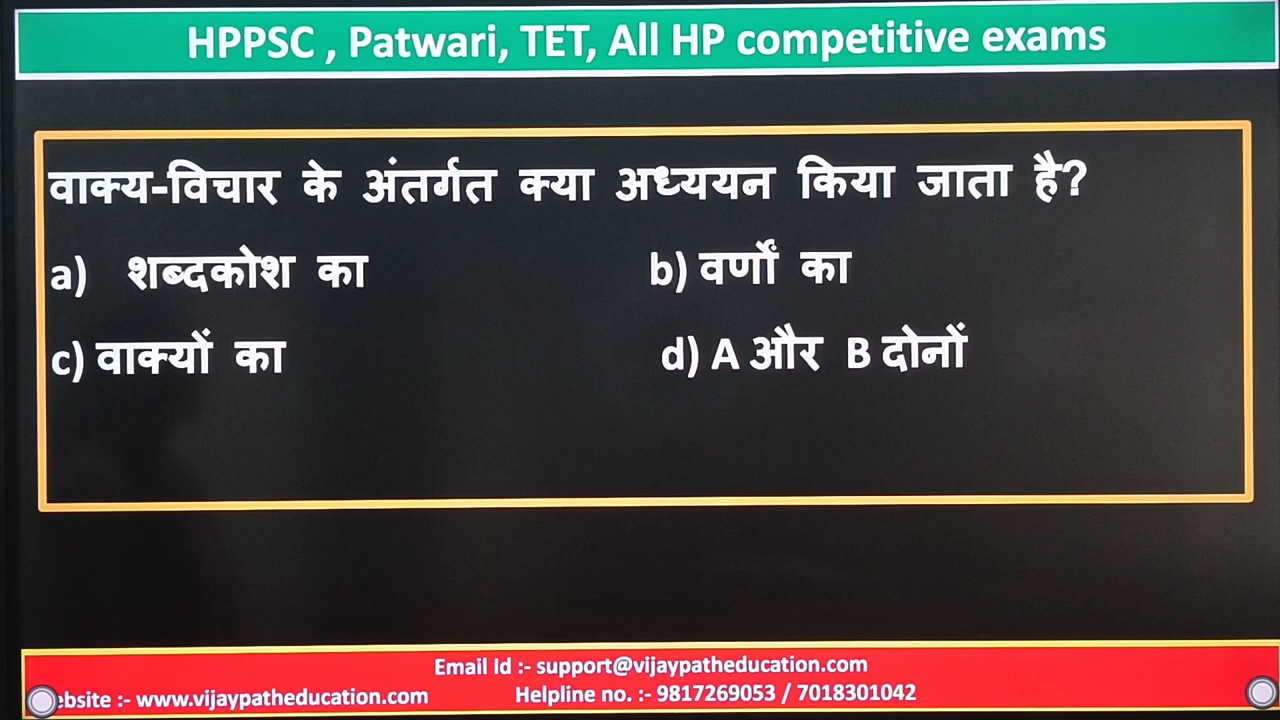 HPPSC , Patwari, TET, All HP competitive exams
वाक्य-विचार के अंतर्गत क्या अध्ययन किया जाता है?
a) शब्दकोश का b) वर्णों का
c) वाक्यों का d) A और B दोनों
Email Id :- support@vijaypatheducation.com
ebsite :- www.vijaypatheducation.com Helpline no. :- 9817269053 / 7018301042